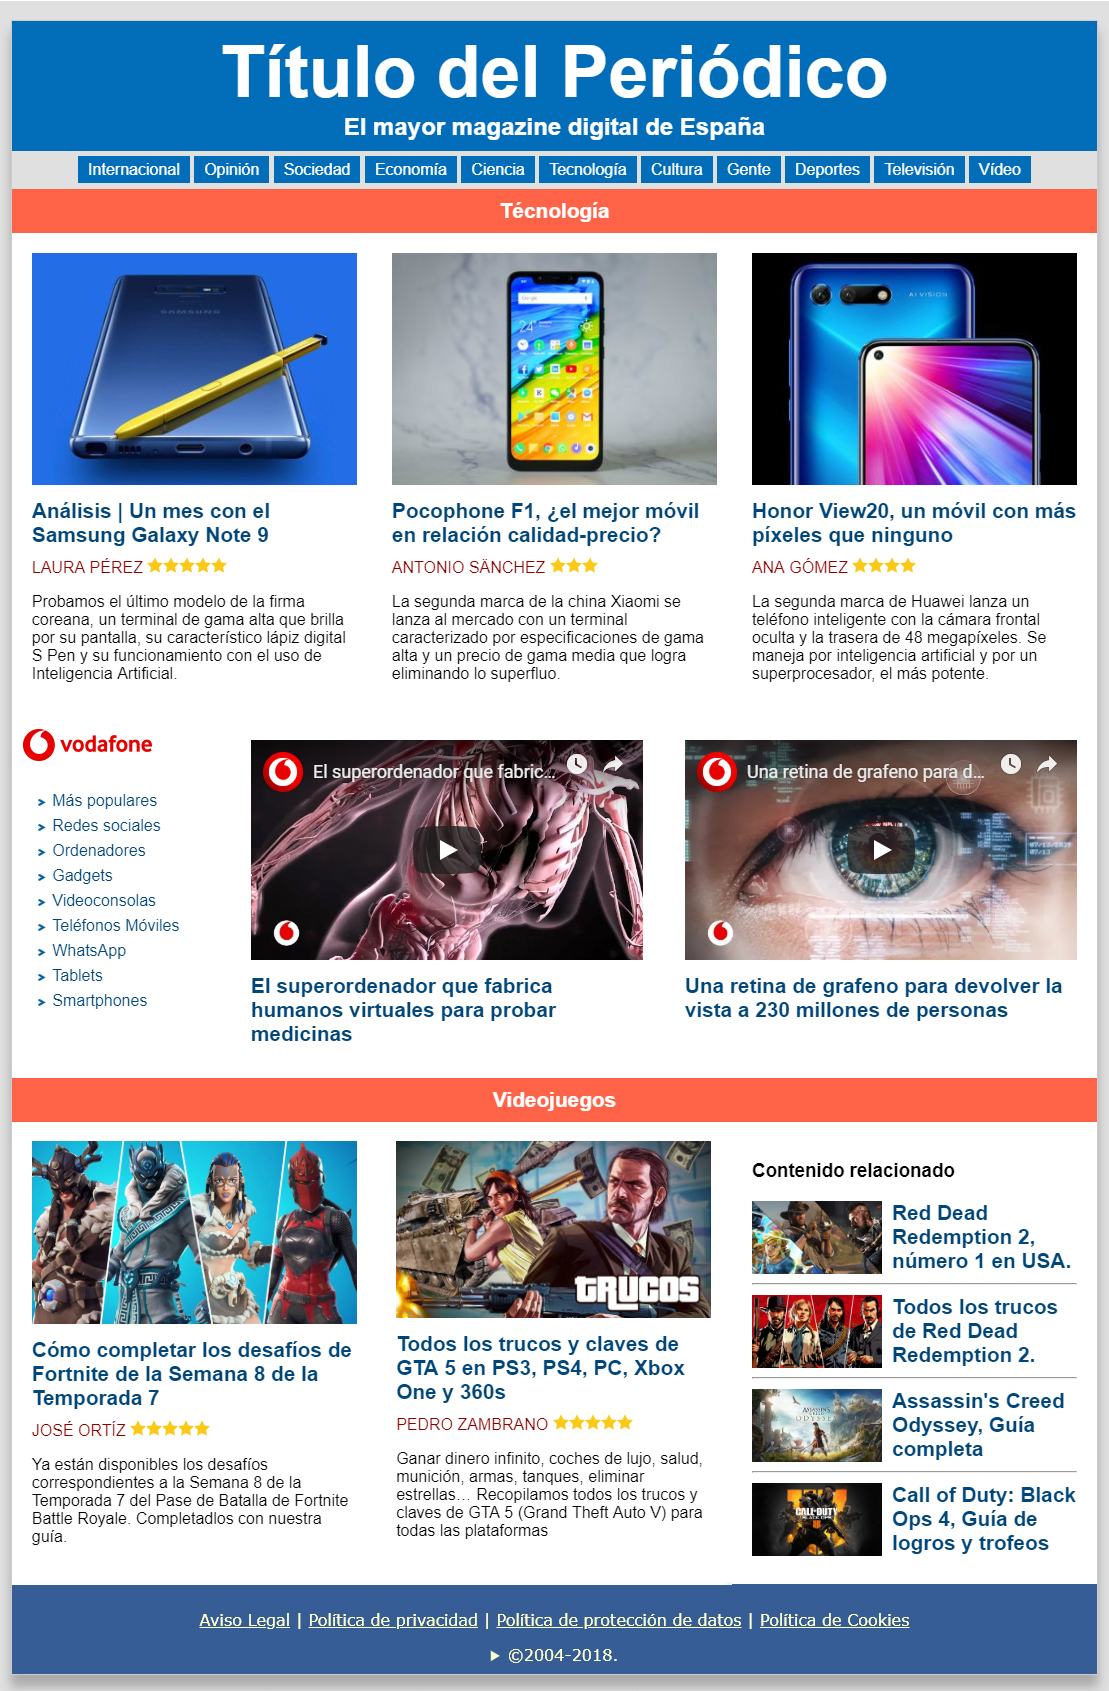 Título del Periódico
El mayor magazine digital de España
Internacional Opinión Sociedad Economía Ciencia Tecnología Cultura Gente Deportes Televisión Vídeo
Técnología
SAMSUNG
AI VISION
Análisis | Un mes con el
Samsung Galaxy Note 9
LAURA PÉREZ
Probamos el último modelo de la firma
coreana, un terminal de gama alta que brilla
por su pantalla, su característico lápiz digital
S Pen y su funcionamiento con el uso de
Inteligencia Artificial.
Pocophone F1, ¿el mejor móvil
en relación calidad-precio?
ANTONIO SÄNCHEZ
La segunda marca de la china Xiaomi se
lanza al mercado con un terminal
caracterizado por especificaciones de gama
alta y un precio de gama media que logra
eliminando lo superfluo.
Honor View20, un móvil con más
píxeles que ninguno
ANA GÓMEZ
La segunda marca de Huawei lanza un
teléfono inteligente con la cámara frontal
oculta y la trasera de 48 megapíxeles. Se
maneja por inteligencia artificial y por un
superprocesador, el más potente.
vodafone
Más populares
Redes sociales
Ordenadores
Gadgets
Videoconsolas
Teléfonos Móviles
WhatsApp
Tablets
Smartphones
El superordenador que fabric...
El superordenador que fabrica
humanos virtuales para probar
medicinas
Una retina de grafeno para d...
Una retina de grafeno para devolver la
vista a 230 millones de personas
Videojuegos
Cómo completar los desafíos de
Fortnite de la Semana 8 de la
Temporada 7
JOSÉ ORTÍZ
Ya están disponibles los desafíos
correspondientes a la Semana 8 de la
Temporada 7 del Pase de Batalla de Fortnite
Battle Royale. Completadlos con nuestra
guía.
TRUCOS
Todos los trucos y claves de
GTA 5 en PS3, PS4, PC, Xbox
One y 360s
PEDRO ZAMBRANO
Ganar dinero infinito, coches de lujo, salud,
munición, armas, tanques, eliminar
estrellas… Recopilamos todos los trucos y
claves de GTA 5 (Grand Theft Auto V) para
todas las plataformas
Contenido relacionado
Red Dead
Redemption 2,
número 1 en USA.
Todos los trucos
de Red Dead
Redemption 2.
ODYSSEY
Assassin's Creed
Odyssey, Guía
completa
CALL OF DUTY
Call of Duty: Black
Ops 4, Guía de
logros y trofeos
Aviso Legal | Política de privacidad | Política de protección de datos | Política de Cookies
©2004-2018.